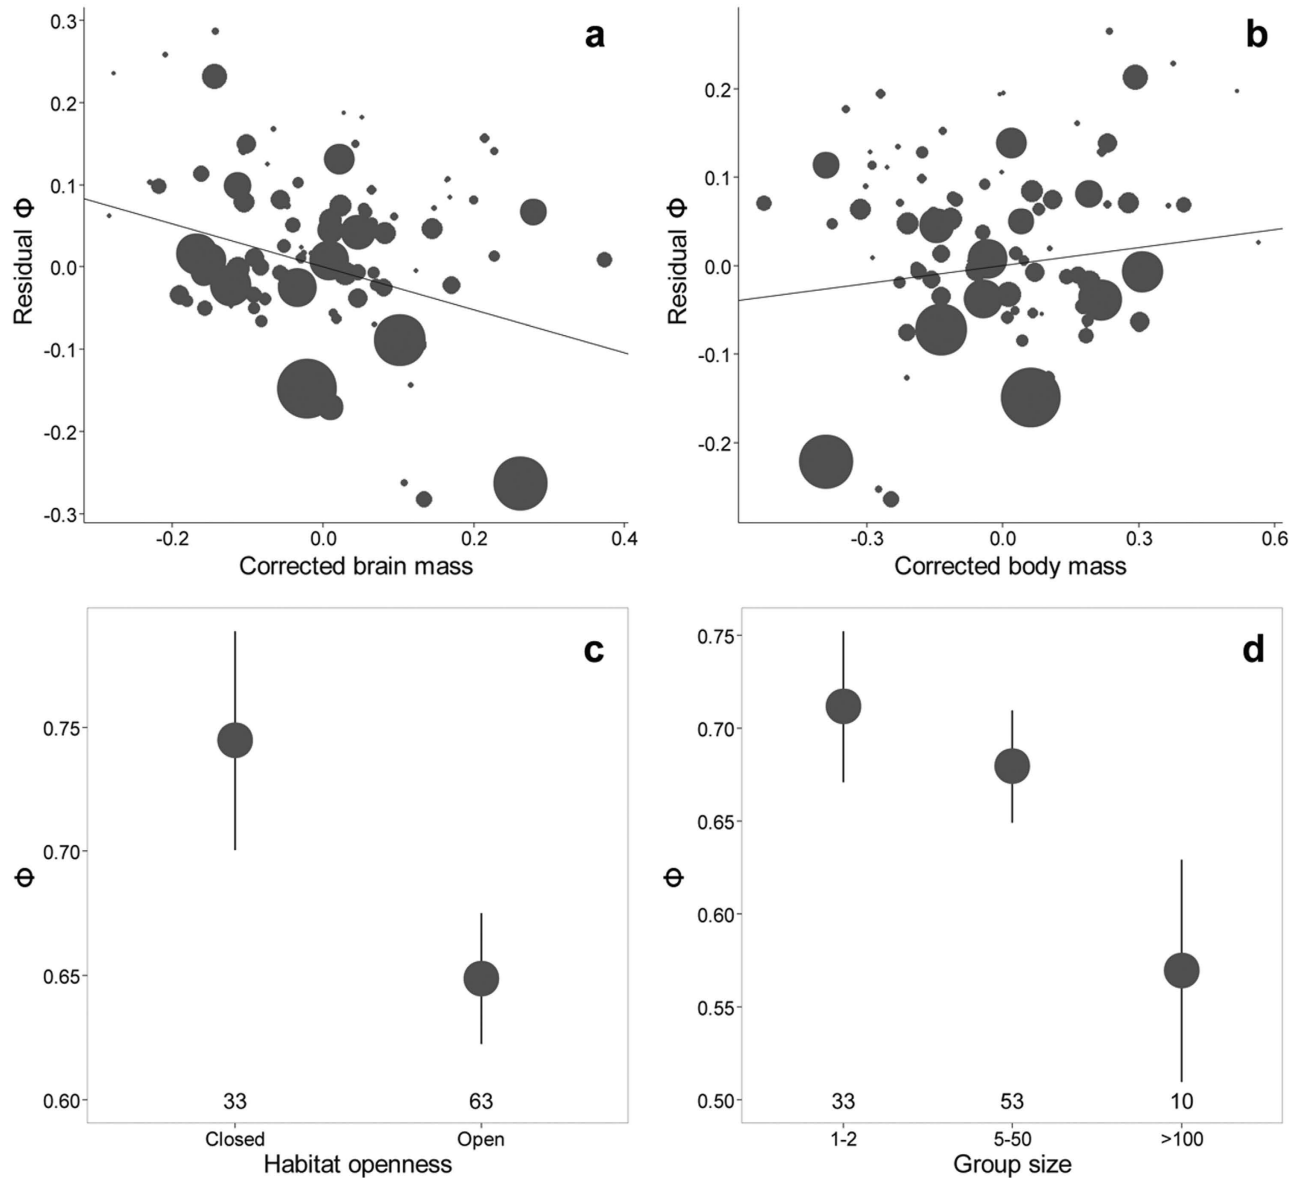 a
0.3
0.2
0.1
0.0
-0.1
-0.2
-0.3
Residual Φ
-0.2 0.0 0.2 0.4
Corrected brain mass
b
0.2
0.1
0.0
-0.1
-0.2
Residual Φ
-0.3 0.0 0.3 0.6
Corrected body mass
c
0.75
0.70
0.65
0.60
Φ
33 63
Closed Open
Habitat openness
d
0.75
0.70
0.65
0.60
0.55
0.50
Φ
33 53 10
1-2 5-50 >100
Group size